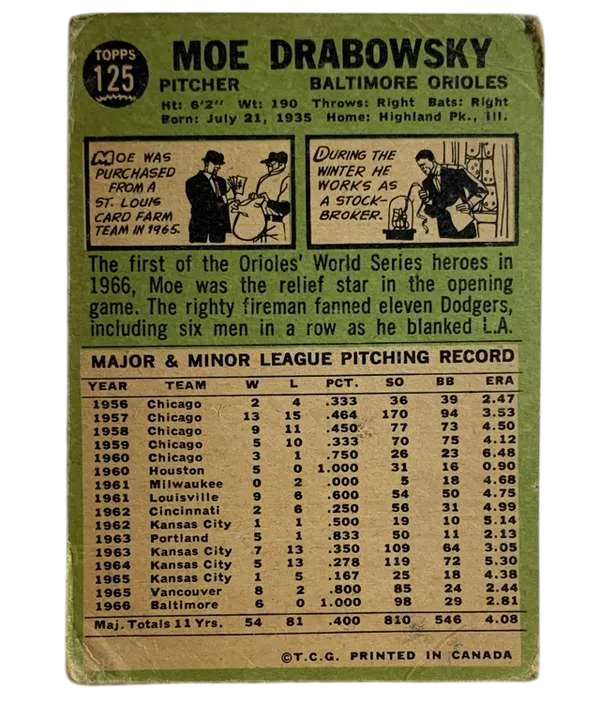 TOPPS
125
MOE DRABOWSKY
PITCHER BALTIMORE ORIOLES
Ht: 6'2" Wt: 190 Throws: Right Bats: Right
Born: July 21, 1935 Home: Highland Pk., Ill.
MOE WAS
PURCHASED
FROM A
ST. LOUIS
CARD FARM
TEAM IN 1965.
DURING THE
WINTER HE
WORKS AS
A STOCK-
BROKER.
The first of the Orioles' World Series heroes in
1966, Moe was the relief star in the opening
game. The righty fireman fanned eleven Dodgers,
including six men in a row as he blanked L.A.
MAJOR & MINOR LEAGUE PITCHING RECORD
YEAR TEAM W L PCT. SO BB ERA
1956 Chicago 2 4 .333 36 39 2.47
1957 Chicago 13 15 .464 170 94 3.53
1958 Chicago 9 11 .450 77 73 4.50
1959 Chicago 5 10 .333 70 75 4.12
1960 Chicago 3 1 .750 26 23 6.48
1960 Houston 5 0 1.000 31 16 0.90
1961 Milwaukee 0 2 .000 5 18 4.68
1961 Louisville 9 6 .600 54 50 4.75
1962 Cincinnati 2 6 .250 56 31 4.99
1962 Kansas City 1 1 .500 19 10 5.14
1963 Portland 5 1 .833 50 11 2.13
1963 Kansas City 7 13 .350 109 64 3.05
1964 Kansas City 5 13 .278 119 72 5.30
1965 Kansas City 1 5 .167 25 18 4.38
1965 Vancouver 8 2 .800 85 24 2.44
1966 Baltimore 6 0 1.000 98 29 2.81
Maj. Totals 11 Yrs. 54 81 .400 810 546 4.08
©T.C.G. PRINTED IN CANADA